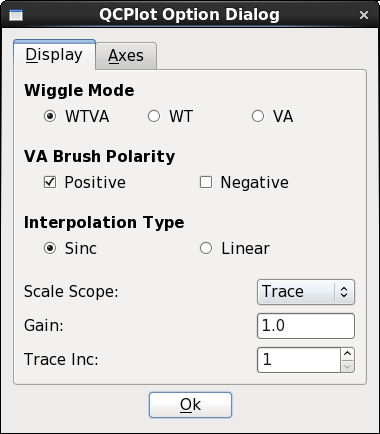 QCPlot Option Dialog
Display Axes
Wiggle Mode
WTVA WT VA
VA Brush Polarity
Positive Negative
Interpolation Type
Sinc Linear
Scale Scope: Trace
Gain: 1.0
Trace Inc: 1
Ok